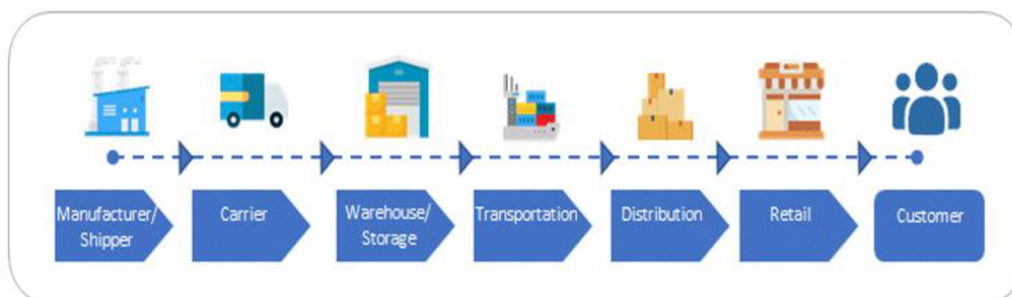 Manufacturer/
Shipper
Carrier
Warehouse/
Storage
Transportation
Distribution
Retail
Customer